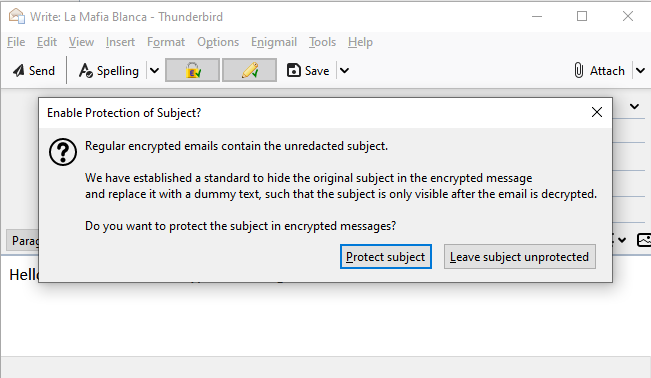 Write: La Mafia Blanca - Thunderbird
File Edit View Insert Format Options Enigmail Tools Help
Send Spelling Save Attach
Enable Protection of Subject?
Regular encrypted emails contain the unredacted subject.
We have established a standard to hide the original subject in the encrypted message
and replace it with a dummy text, such that the subject is only visible after the email is decrypted.
Do you want to protect the subject in encrypted messages?
Protect subject Leave subject unprotected